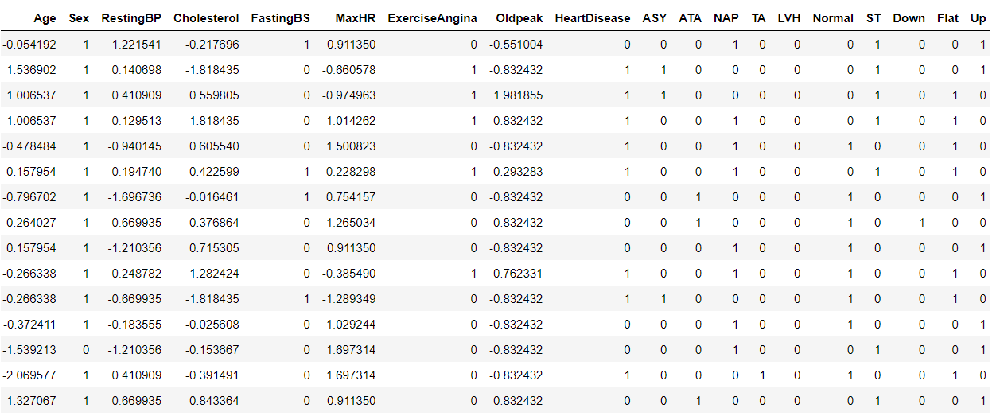 Age Sex RestingBP Cholesterol FastingBS MaxHR ExerciseAngina Oldpeak HeartDisease ASY ATA NAP TA LVH Normal ST Down Flat Up
-0.054192 1 1.221541 -0.217696 1 0.911350 0 -0.551004 0 0 0 1 0 0 0 1 0 0 1
1.536902 1 0.140698 -1.818435 0 -0.660578 1 -0.832432 1 1 0 0 0 0 0 1 0 0 1
1.006537 1 0.410909 0.559805 0 -0.974963 1 1.981855 1 1 0 0 0 0 0 1 0 1 0
1.006537 1 -0.129513 -1.818435 0 -1.014262 1 -0.832432 1 0 0 1 0 0 0 1 0 1 0
-0.478484 1 -0.940145 0.605540 0 1.500823 0 -0.832432 1 0 0 1 0 0 1 0 0 1 0
0.157954 1 0.194740 0.422599 1 -0.228298 1 0.293283 1 0 0 1 0 0 0 1 0 1 0
-0.796702 1 -1.696736 -0.016461 1 0.754157 0 -0.832432 0 0 1 0 0 0 1 0 0 0 1
0.264027 1 -0.669935 0.376864 0 1.265034 0 -0.832432 0 0 1 0 0 0 1 0 1 0 0
0.157954 1 -1.210356 0.715305 0 0.911350 0 -0.832432 0 0 0 1 0 0 1 0 0 0 1
-0.266338 1 0.248782 1.282424 0 -0.385490 1 0.762331 1 0 0 1 0 0 1 0 0 1 0
-0.266338 1 -0.669935 -1.818435 1 -1.289349 0 -0.832432 1 1 0 0 0 0 1 0 0 1 0
-0.372411 1 -0.183555 -0.025608 0 1.029244 0 -0.832432 0 0 0 1 0 0 1 0 0 0 1
-1.539213 0 -1.210356 -0.153667 0 1.697314 0 -0.832432 0 0 0 1 0 0 0 1 0 0 1
-2.069577 1 0.410909 -0.391491 0 1.697314 0 -0.832432 1 0 0 0 1 0 1 0 0 1 0
-1.327067 1 -0.669935 0.843364 0 0.911350 0 -0.832432 0 0 1 0 0 0 0 1 0 0 1